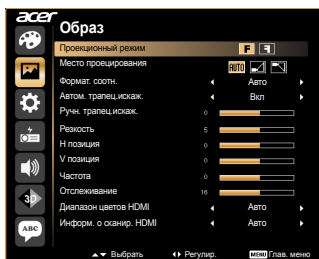 acer
Образ
Проекционный режим F F
Место проецирования AUTO
Формат. соотн. Авто
Автом. трапец.искаж. Вкл
Ручн. трапец.искаж. 0
Резкость 5
H позиция 0
V позиция 0
Частота 0
Отслеживание 16
Диапазон цветов HDMI Авто
Информ. о сканир. HDMI Авто
3D
ABC
Выбрать Регулир. MENU Глав. меню